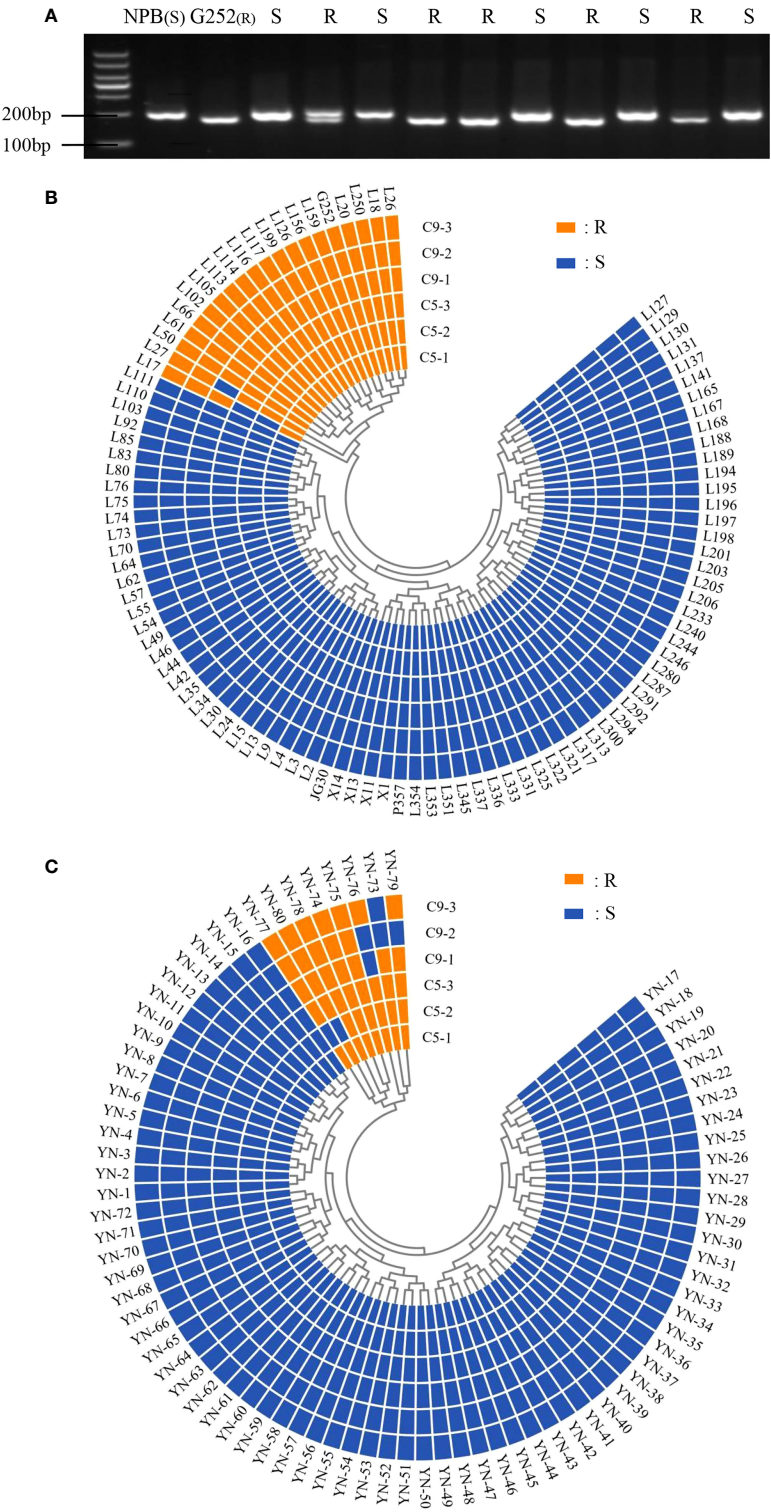 A
NPB(S) G252(R) S R S R R S R S R S
200bp
100bp
B
L26
L18
L250
L20
G252
L159
L156
L126
L199
L117
L116
L114
L113
L105
L102
L66
L61
L50
L27
L17
L111
L110
L103
L92
L85
L83
L80
L76
L75
L74
L73
L70
L64
L62
L57
L55
L54
L49
L46
L44
L42
L35
L34
L30
L24
L15
L13
L9
L4
L3
L2
JG30
X14
X13
X11
X1
P357
L354
L353
L351
L345
L337
L336
L333
L331
L325
L322
L321
L317
L313
L300
L294
L292
L291
L287
L280
L246
L244
L240
L233
L206
L205
L203
L201
L198
L197
L196
L195
L194
L189
L188
L168
L167
L165
L141
L137
L131
L130
L129
L127
C9-3
C9-2
C9-1
C5-3
C5-2
C5-1
: R
: S
C
YN-79
YN-73
YN-76
YN-75
YN-74
YN-78
YN-80
YN-77
YN-16
YN-15
YN-14
YN-13
YN-12
YN-11
YN-10
YN-9
YN-8
YN-7
YN-6
YN-5
YN-4
YN-3
YN-2
YN-1
YN-72
YN-71
YN-70
YN-69
YN-68
YN-67
YN-66
YN-65
YN-64
YN-63
YN-62
YN-61
YN-60
YN-59
YN-58
YN-57
YN-56
YN-55
YN-54
YN-53
YN-52
YN-51
YN-50
YN-49
YN-48
YN-47
YN-46
YN-45
YN-44
YN-43
YN-42
YN-41
YN-40
YN-39
YN-38
YN-37
YN-36
YN-35
YN-34
YN-33
YN-32
YN-31
YN-30
YN-29
YN-28
YN-27
YN-26
YN-25
YN-24
YN-23
YN-22
YN-21
YN-20
YN-19
YN-18
YN-17
C9-3
C9-2
C9-1
C5-3
C5-2
C5-1
: R
: S